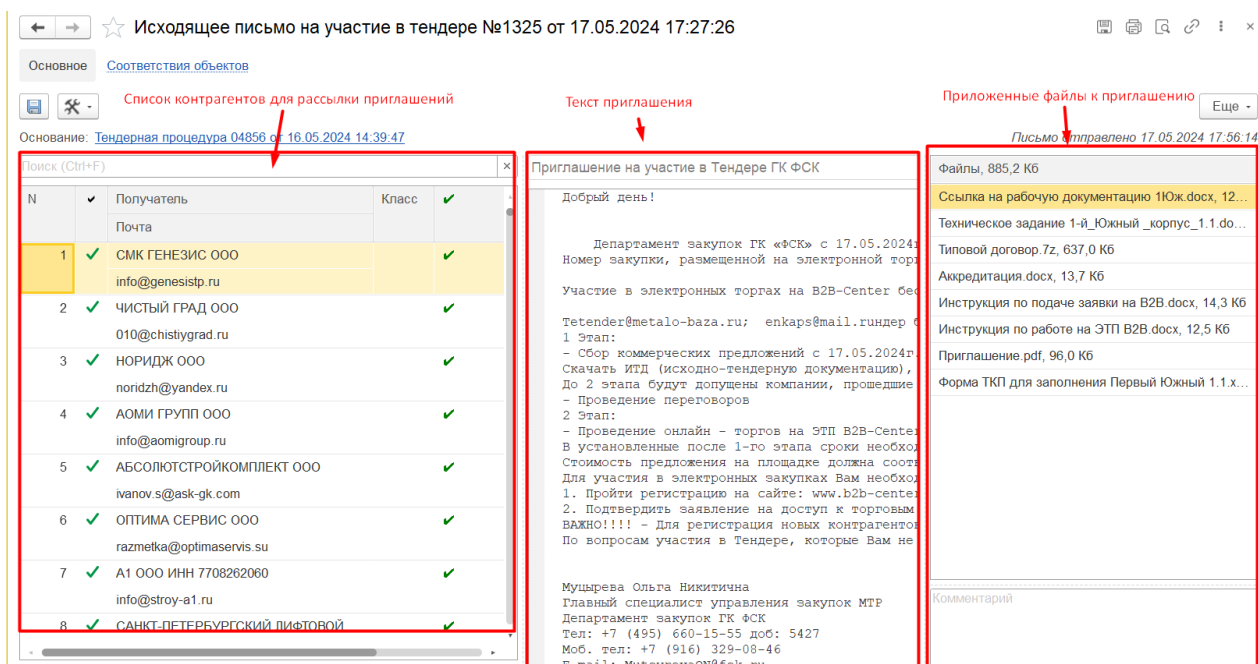 Исходящее письмо на участие в тендере №1325 от 17.05.2024 17:27:26
Основное Соответствия объектов
Список контрагентов для рассылки приглашений
Текст приглашения
Приложенные файлы к приглашению
Еще
Основание: Тендерная процедура 04856 от 16.05.2024 14:39:47
Письмо отправлено 17.05.2024 17:56:14
Поиск (Ctrl+F)
N Получатель Класс
Почта
1 СМК ГЕНЕЗИС ООО
info@genesistp.ru
2 ЧИСТЫЙ ГРАД ООО
010@chistiygrad.ru
3 НОРИДЖ ООО
noridzh@yandex.ru
4 АОМИ ГРУПП ООО
info@aomigroup.ru
5 АБСОЛЮТСТРОЙКОМПЛЕКТ ООО
ivanov.s@ask-gk.com
6 ОПТИМА СЕРВИС ООО
razmetka@optimaservis.su
7 А1 ООО ИНН 7708262060
info@stroy-a1.ru
8 САНКТ-ПЕТЕРБУРГСКИЙ ЛИФТОВОЙ
Приглашение на участие в Тендере ГК ФСК
Добрый день!
Департамент закупок ГК «ФСК» с 17.05.2024г
Номер закупки, размещенной на электронной торг
Участие в электронных торгах на B2B-Center бес
Tetender@metalo-baza.ru; enkaps@mail.ruндер б
1 Этап:
- Сбор коммерческих предложений с 17.05.2024г.
Скачать ИТД (исходно-тендерную документацию),
До 2 этапа будут допущены компании, прошедшие
- Проведение переговоров
2 Этап:
- Проведение онлайн - торгов на ЭТП B2B-Center
В установленные после 1-го этапа сроки необход
Стоимость предложения на площадке должна соотв
Для участия в электронных закупках Вам необход
1. Пройти регистрацию на сайте: www.b2b-center
2. Подтвердить заявление на доступ к торговым
ВАЖНО!!!! - Для регистрация новых контрагентов
По вопросам участия в Тендере, которые Вам не
Муцырева Ольга Никитична
Главный специалист управления закупок МТР
Департамент закупок ГК ФСК
Тел: +7 (495) 660-15-55 доб: 5427
Моб. тел: +7 (916) 329-08-46
E-mail: MutsyrevaON@fsk.ru
Файлы, 885,2 Кб
Ссылка на рабочую документацию 1Юж.docx, 12...
Техническое задание 1-й_Южный _корпус_1.1.do...
Типовой договор.7z, 637,0 Кб
Аккредитация.docx, 13,7 Кб
Инструкция по подаче заявки на B2B.docx, 14,3 Кб
Инструкция по работе на ЭТП B2B.docx, 12,5 Кб
Приглашение.pdf, 96,0 Кб
Форма ТКП для заполнения Первый Южный 1.1.x...
Комментарий